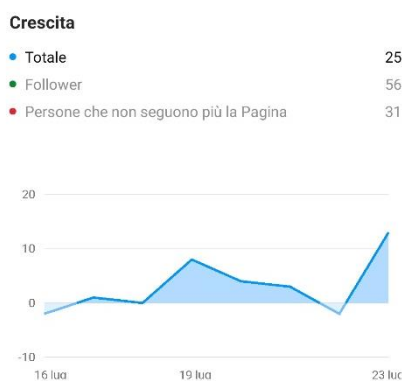 Crescita
Totale 25
Follower 56
Persone che non seguono più la Pagina 31
20
10
0
-10
16 lug 19 lug 23 lug